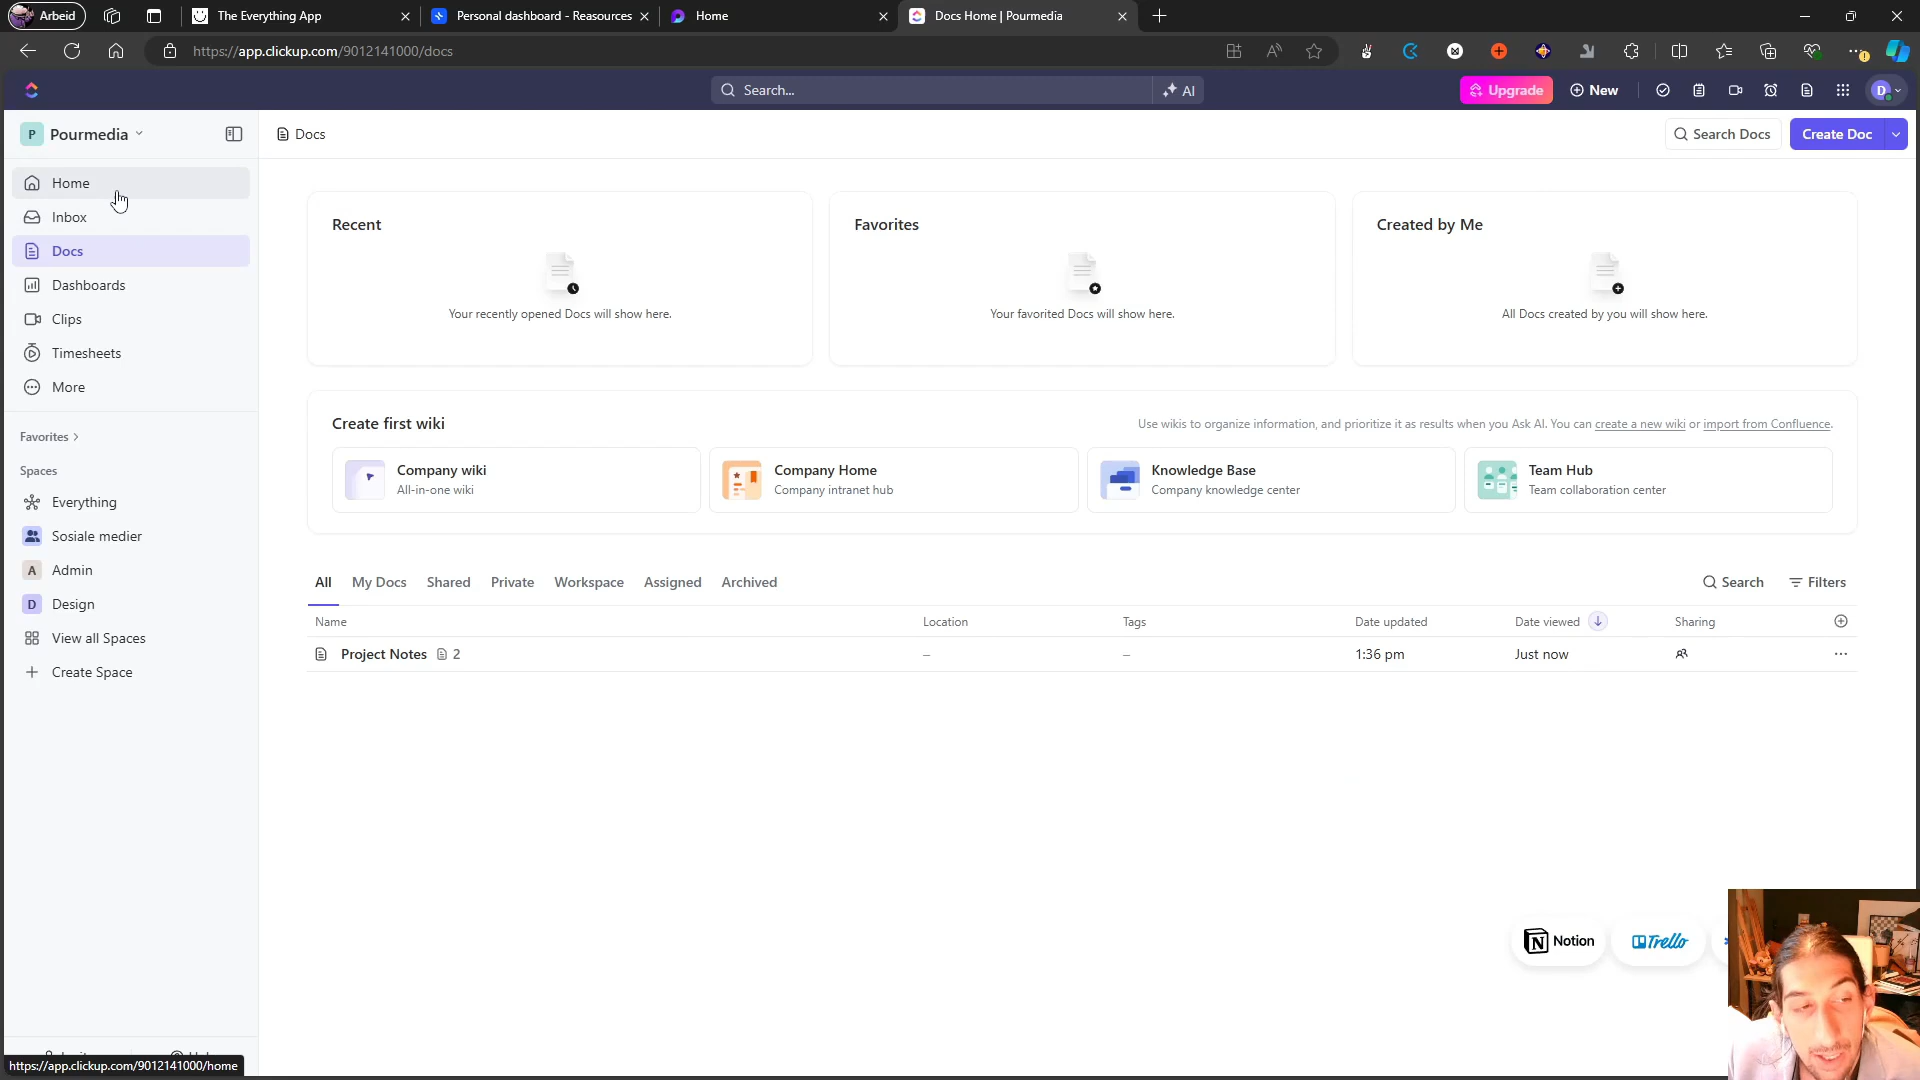 Arbeid
The Everything App
Personal dashboard - Reasources
Home
Docs Home | Pourmedia
https://app.clickup.com/9012141000/docs
Search...
AI
Upgrade
New
D
P Pourmedia
Docs
Search Docs
Create Doc
Home
Inbox
Docs
Dashboards
Clips
Timesheets
More
Favorites
Spaces
Everything
Sosiale medier
A Admin
D Design
View all Spaces
Create Space
Recent
Your recently opened Docs will show here.
Favorites
Your favorited Docs will show here.
Created by Me
All Docs created by you will show here.
Create first wiki
Use wikis to organize information, and prioritize it as results when you Ask AI. You can create a new wiki or import from Confluence.
Company wiki
All-in-one wiki
Company Home
Company intranet hub
Knowledge Base
Company knowledge center
Team Hub
Team collaboration center
All My Docs Shared Private Workspace Assigned Archived
Search Filters
Name Location Tags Date updated Date viewed Sharing
Project Notes 2 – – 1:36 pm Just now
Notion
Trello
https://app.clickup.com/9012141000/home